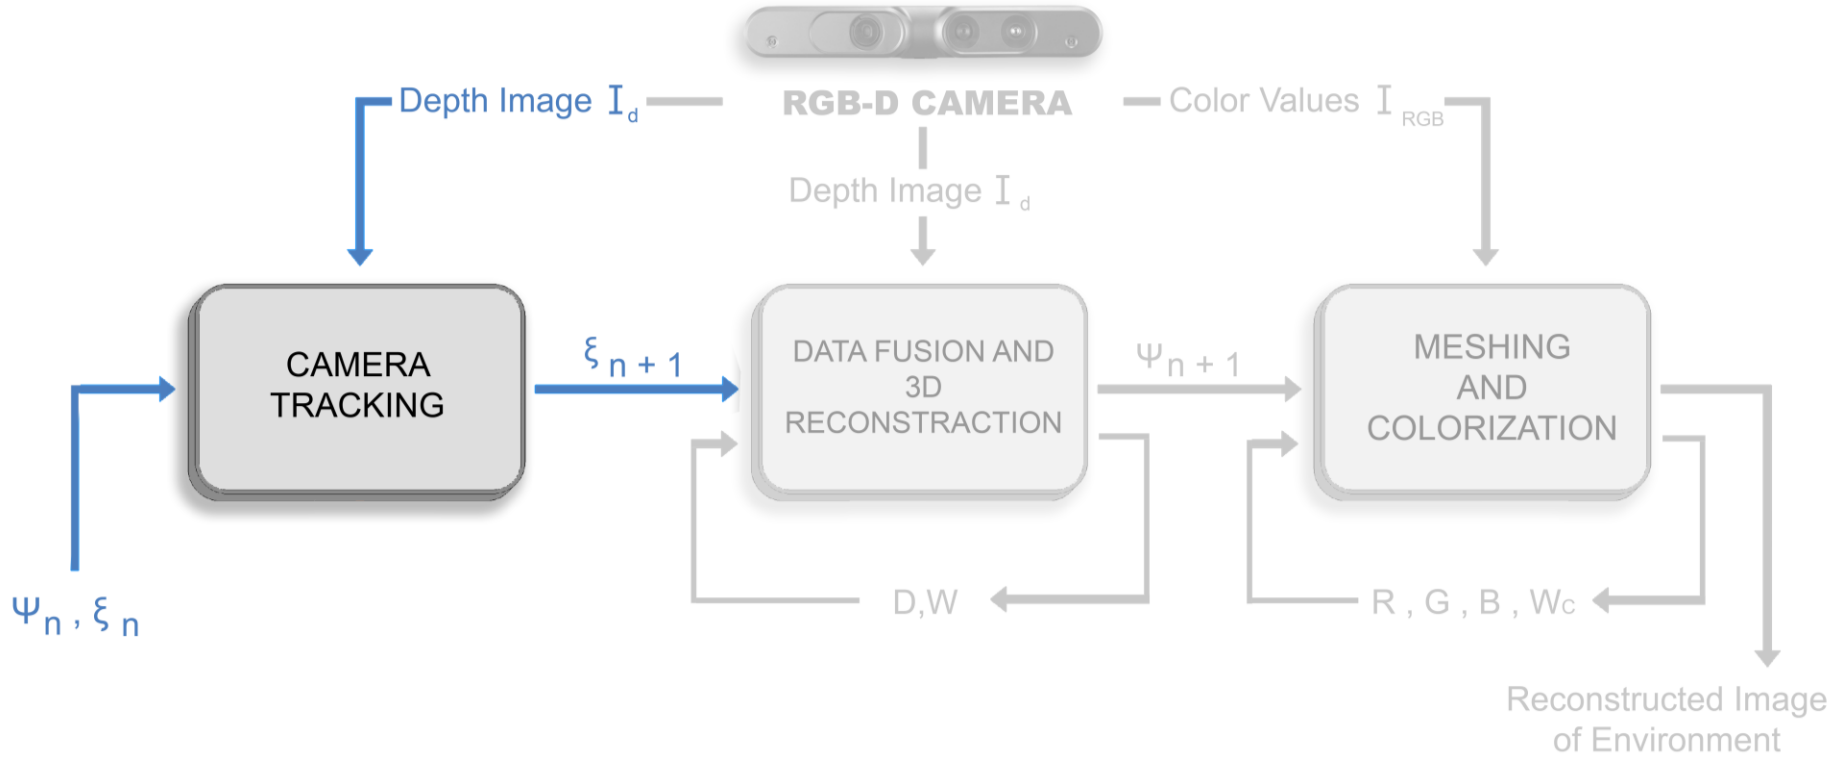 RGB-D CAMERA
Depth Image I d
Color Values I RGB
Depth Image I d
CAMERA
TRACKING
ξ n + 1
DATA FUSION AND
3D
RECONSTRACTION
Ψ n + 1
MESHING
AND
COLORIZATION
Ψ n , ξ n
D,W
R , G , B , WC
Reconstructed Image
of Environment